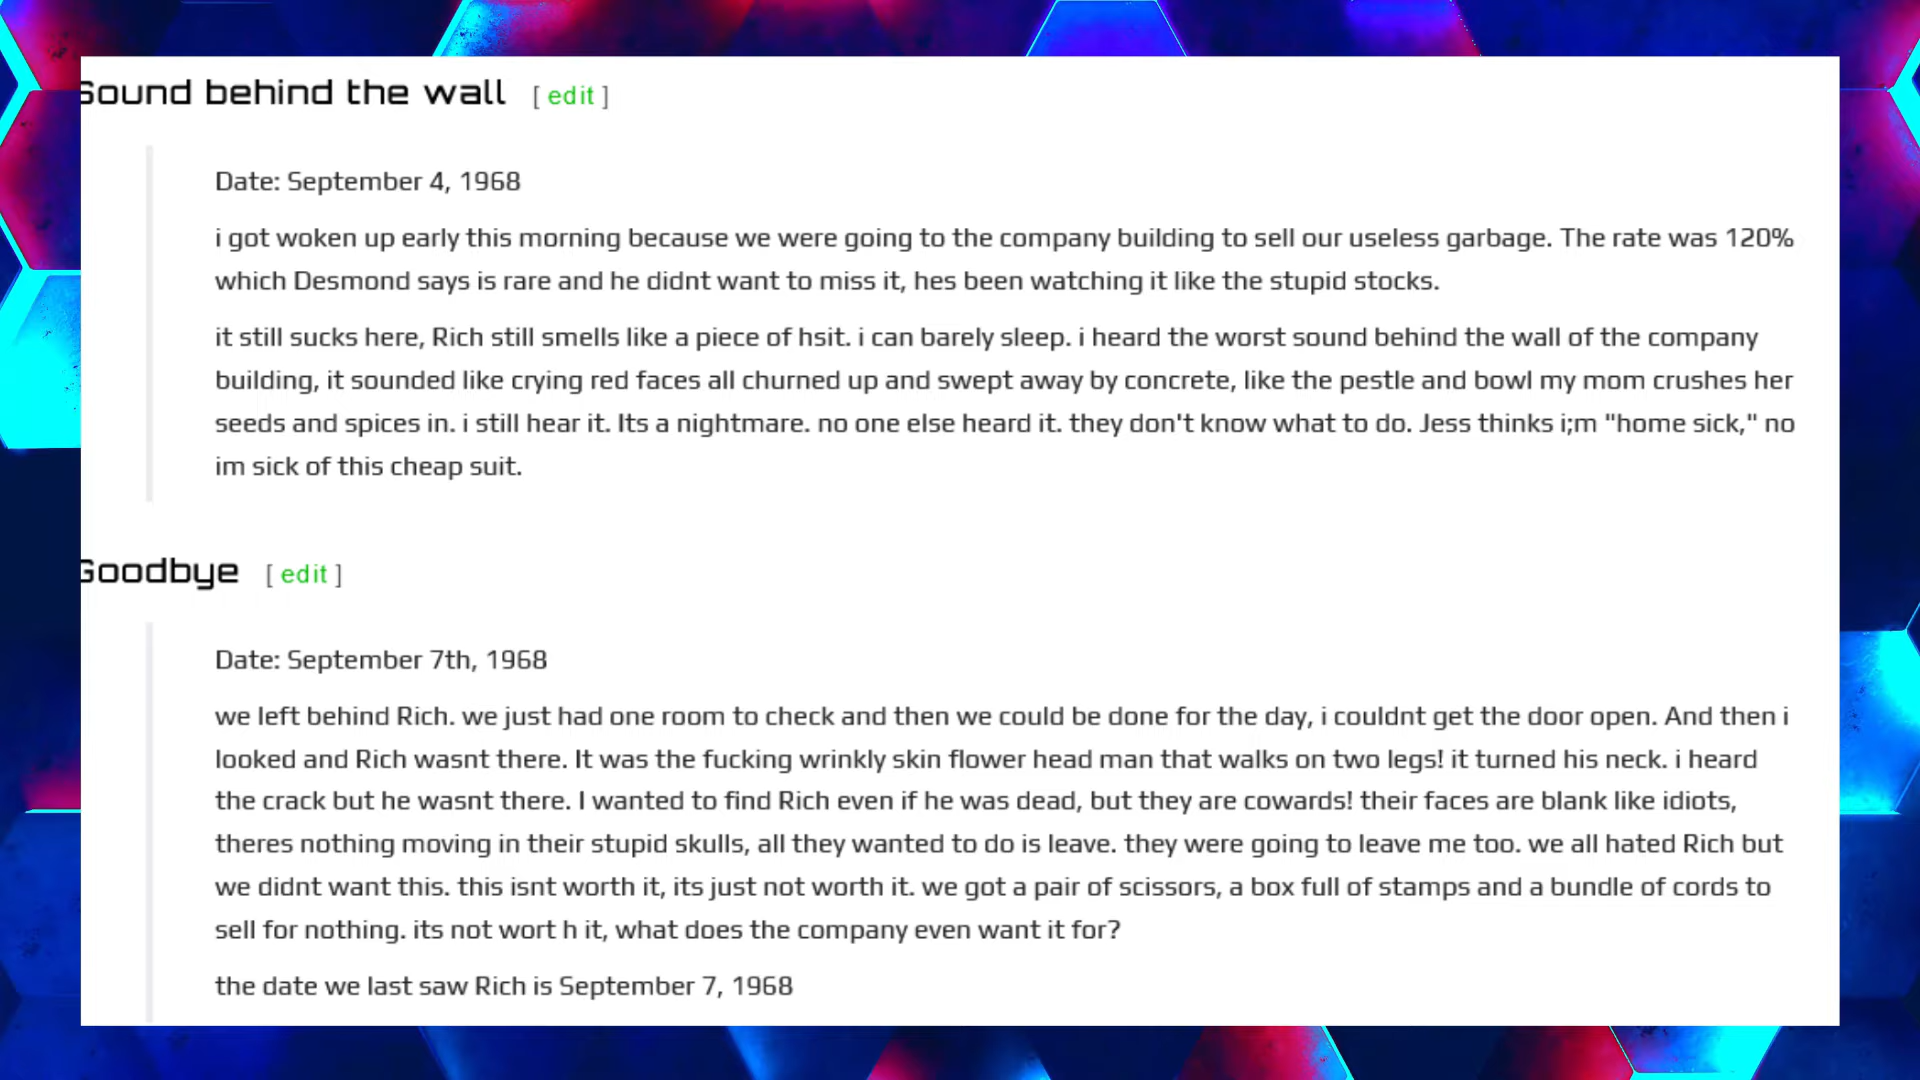 Sound behind the wall [ edit ]
Date: September 4, 1968
i got woken up early this morning because we were going to the company building to sell our useless garbage. The rate was 120%
which Desmond says is rare and he didnt want to miss it, hes been watching it like the stupid stocks.
it still sucks here, Rich still smells like a piece of hsit. i can barely sleep. i heard the worst sound behind the wall of the company
building, it sounded like crying red faces all churned up and swept away by concrete, like the pestle and bowl my mom crushes her
seeds and spices in. i still hear it. Its a nightmare. no one else heard it. they don't know what to do. Jess thinks i;m "home sick," no
im sick of this cheap suit.
Goodbye [ edit ]
Date: September 7th, 1968
we left behind Rich. we just had one room to check and then we could be done for the day, i couldnt get the door open. And then i
looked and Rich wasnt there. It was the fucking wrinkly skin flower head man that walks on two legs! it turned his neck. i heard
the crack but he wasnt there. I wanted to find Rich even if he was dead, but they are cowards! their faces are blank like idiots,
theres nothing moving in their stupid skulls, all they wanted to do is leave. they were going to leave me too. we all hated Rich but
we didnt want this. this isnt worth it, its just not worth it. we got a pair of scissors, a box full of stamps and a bundle of cords to
sell for nothing. its not wort h it, what does the company even want it for?
the date we last saw Rich is September 7, 1968